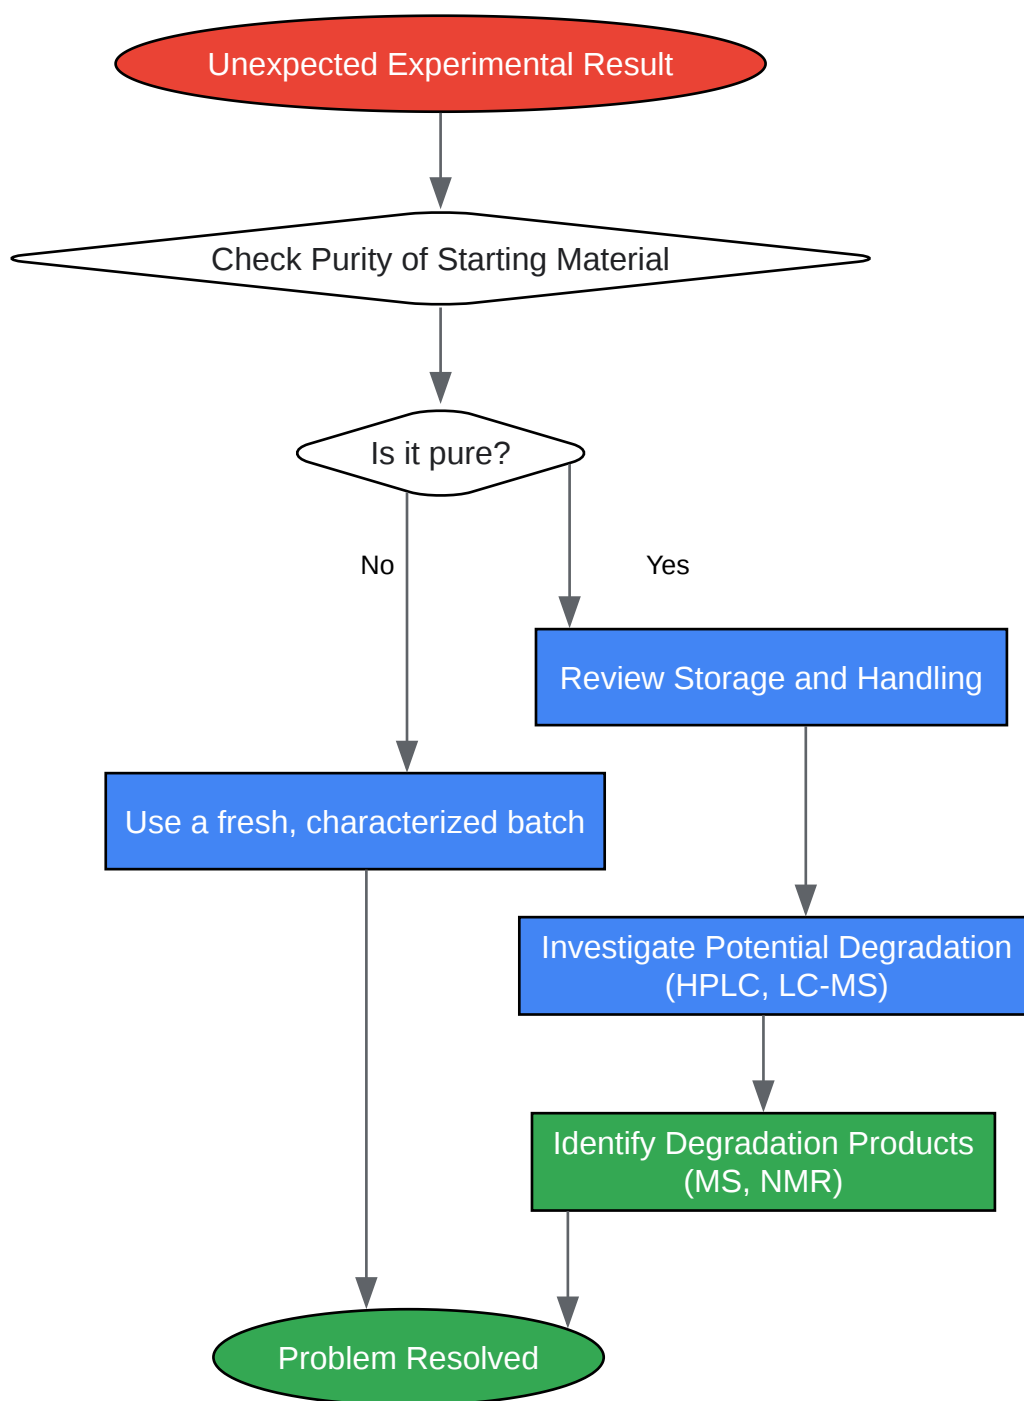 Unexpected Experimental Result
Check Purity of Starting Material
Is it pure?
No
Yes
Review Storage and Handling
Use a fresh, characterized batch
Investigate Potential Degradation
(HPLC, LC-MS)
Identify Degradation Products
(MS, NMR)
Problem Resolved